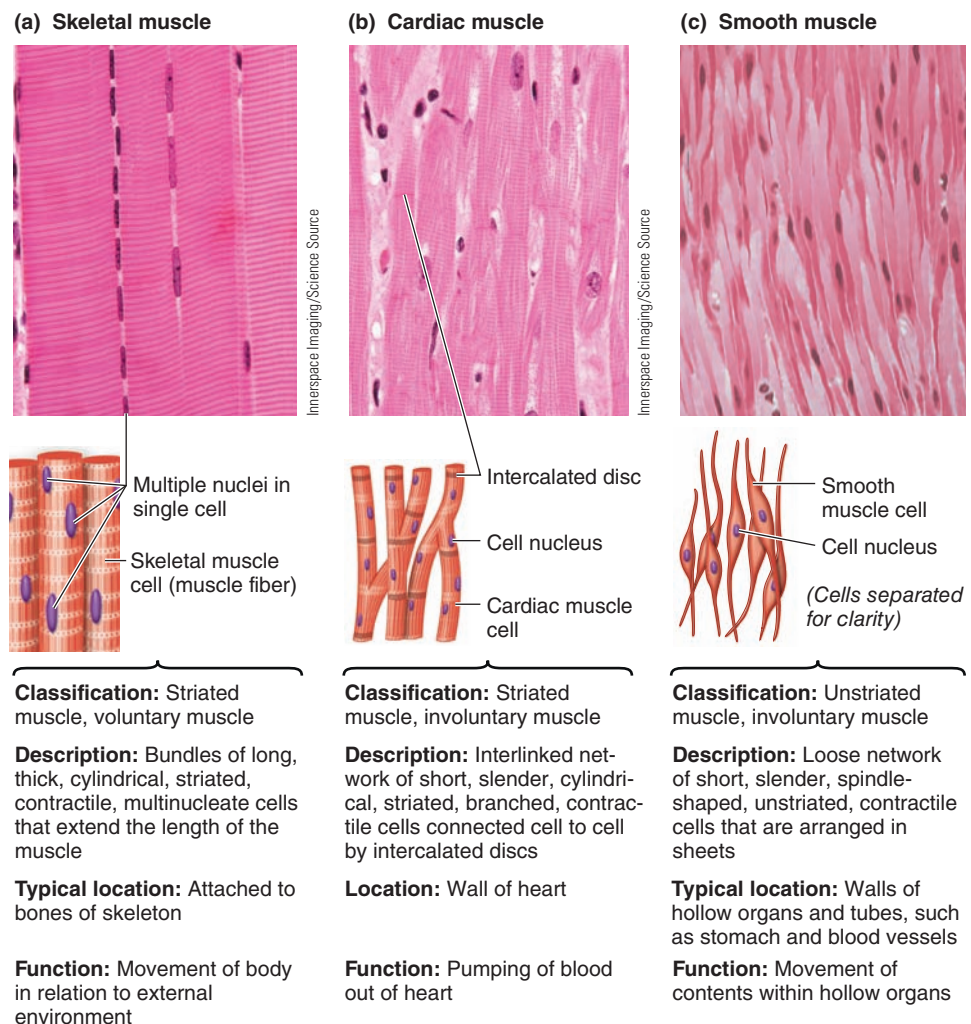 (a) Skeletal muscle
Innerspace Imaging/Science Source
Multiple nuclei in
single cell
Skeletal muscle
cell (muscle fiber)
Classification: Striated
muscle, voluntary muscle
Description: Bundles of long,
thick, cylindrical, striated,
contractile, multinucleate cells
that extend the length of the
muscle
Typical location: Attached to
bones of skeleton
Function: Movement of body
in relation to external
environment
(b) Cardiac muscle
Innerspace Imaging/Science Source
Intercalated disc
Cell nucleus
Cardiac muscle
cell
Classification: Striated
muscle, involuntary muscle
Description: Interlinked net-
work of short, slender, cylindri-
cal, striated, branched, contrac-
tile cells connected cell to cell
by intercalated discs
Location: Wall of heart
Function: Pumping of blood
out of heart
(c) Smooth muscle
Smooth
muscle cell
Cell nucleus
(Cells separated
for clarity)
Classification: Unstriated
muscle, involuntary muscle
Description: Loose network
of short, slender, spindle-
shaped, unstriated, contractile
cells that are arranged in
sheets
Typical location: Walls of
hollow organs and tubes, such
as stomach and blood vessels
Function: Movement of
contents within hollow organs